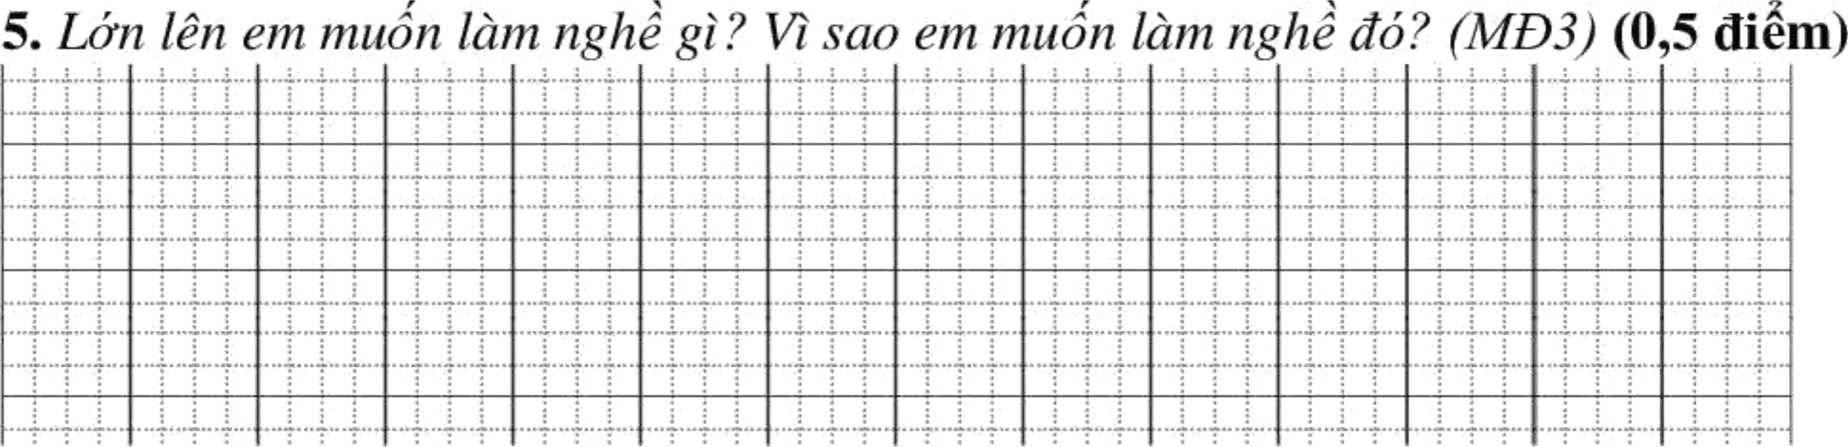 5. Lớn lên em muốn làm nghề gì? Vì sao em muốn làm nghề đó? (MĐ3) (0,5 điểm)